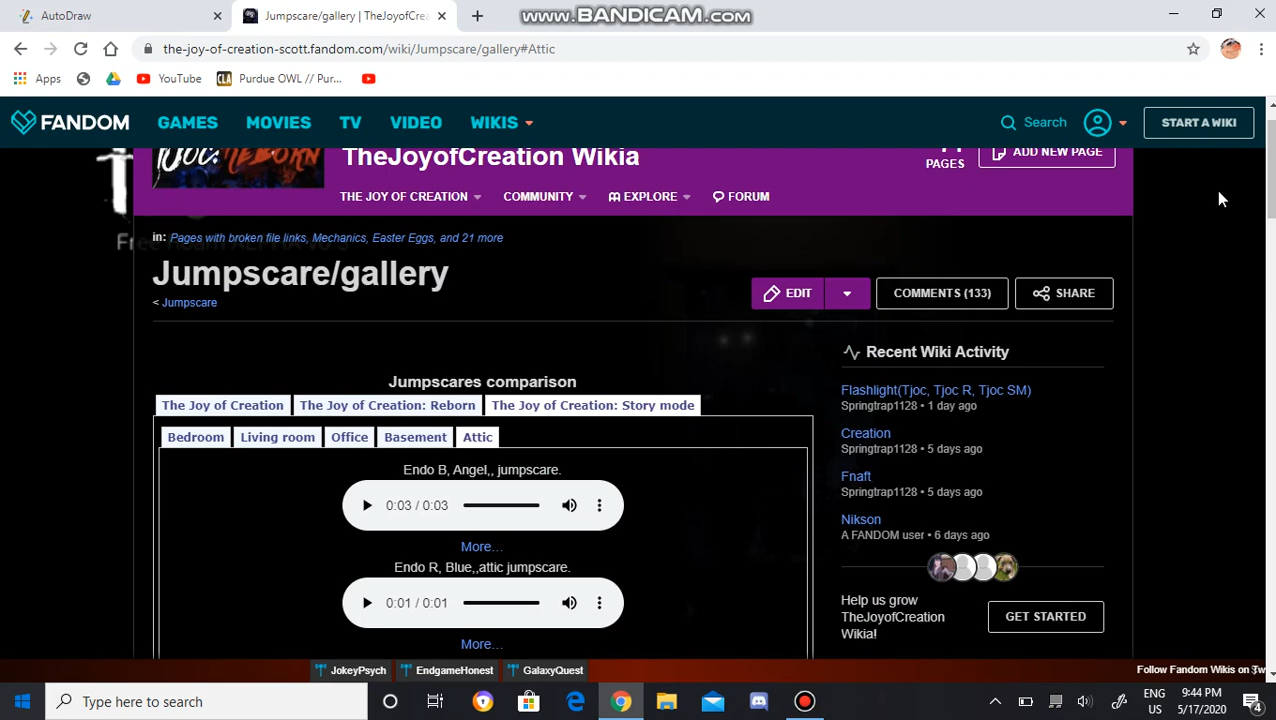 AutoDraw
Jumpscare/gallery | TheJoyofCrea
www.BANDICAM.com
the-joy-of-creation-scott.fandom.com/wiki/Jumpscare/gallery#Attic
Apps
YouTube
CLA
Purdue OWL // Pur...
FANDOM
GAMES
MOVIES
TV
VIDEO
WIKIS
Search
START A WIKI
TJOC: REBORN
TheJoyofCreation Wikia
PAGES
ADD NEW PAGE
THE JOY OF CREATION
COMMUNITY
EXPLORE
FORUM
in: Pages with broken file links, Mechanics, Easter Eggs, and 21 more
Jumpscare/gallery
< Jumpscare
EDIT
COMMENTS (133)
SHARE
Jumpscares comparison
The Joy of Creation
The Joy of Creation: Reborn
The Joy of Creation: Story mode
Bedroom
Living room
Office
Basement
Attic
Endo B, Angel,, jumpscare.
0:03 / 0:03
More...
Endo R, Blue,,attic jumpscare.
0:01 / 0:01
More...
Recent Wiki Activity
Flashlight(Tjoc, Tjoc R, Tjoc SM)
Springtrap1128 • 1 day ago
Creation
Springtrap1128 • 5 days ago
Fnaft
Springtrap1128 • 5 days ago
Nikson
A FANDOM user • 6 days ago
Help us grow
TheJoyofCreation
Wikia!
GET STARTED
JokeyPsych
EndgameHonest
GalaxyQuest
Follow Fandom Wikis on Tw
Type here to search
ENG
US
9:44 PM
5/17/2020
4